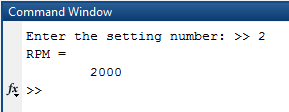 Command Window
Enter the setting number: >> 2
RPM =
2000
fx >>